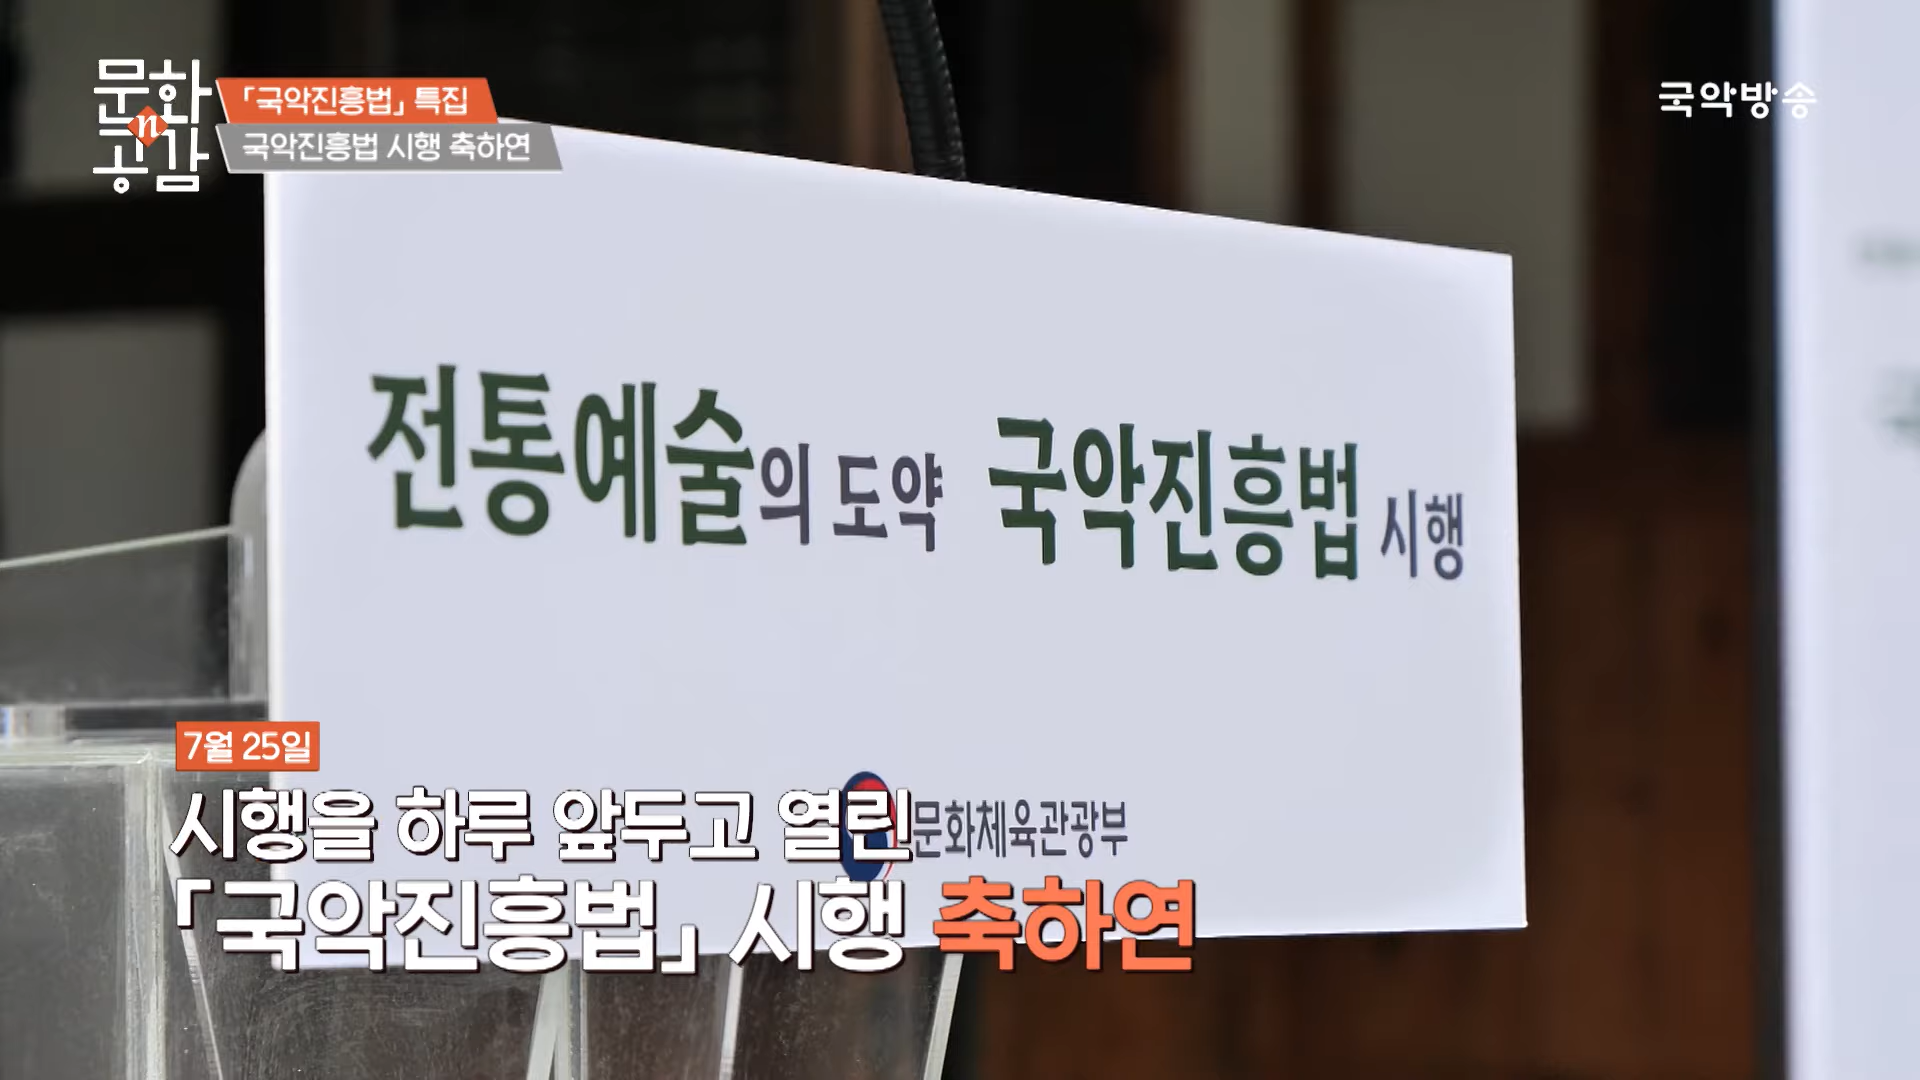 문화
n
공감
「국악진흥법」 특집
국악진흥법 시행 축하연
국악방송
전통예술의 도약 국악진흥법 시행
문화체육관광부
7월 25일
시행을 하루 앞두고 열린
「국악진흥법」 시행 축하연